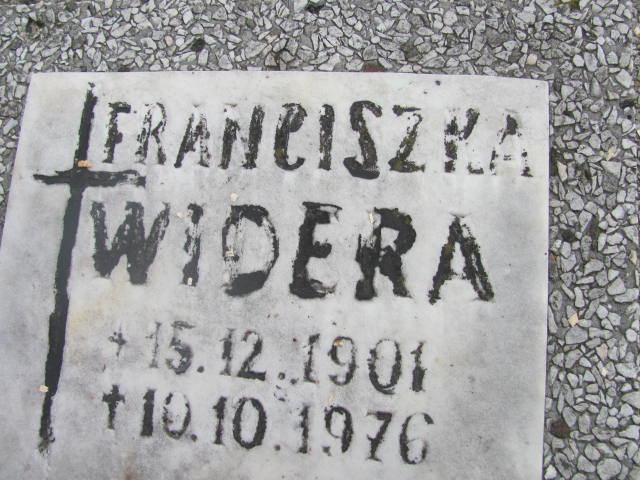 FRANCISZKA
WIDERA
+ 15.12.1901
† 10.10.1976